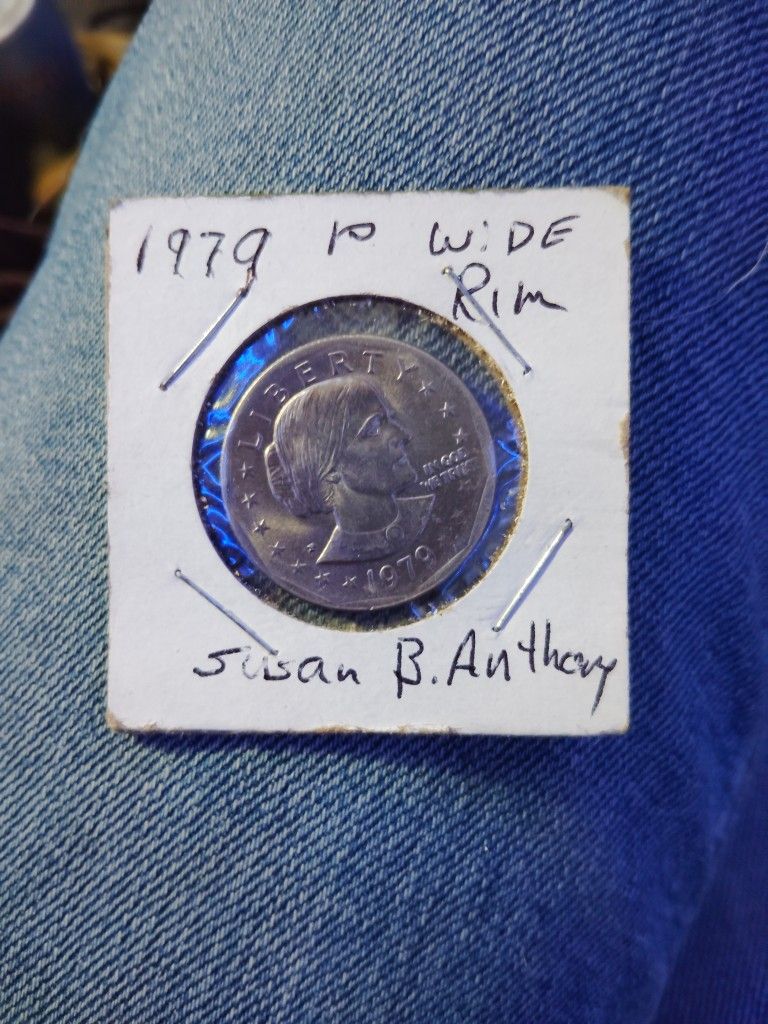 1979 P WiDE
Rim
LIBERTY
IN GOD
WE TRUST
P
1979
Susan B. Anthony